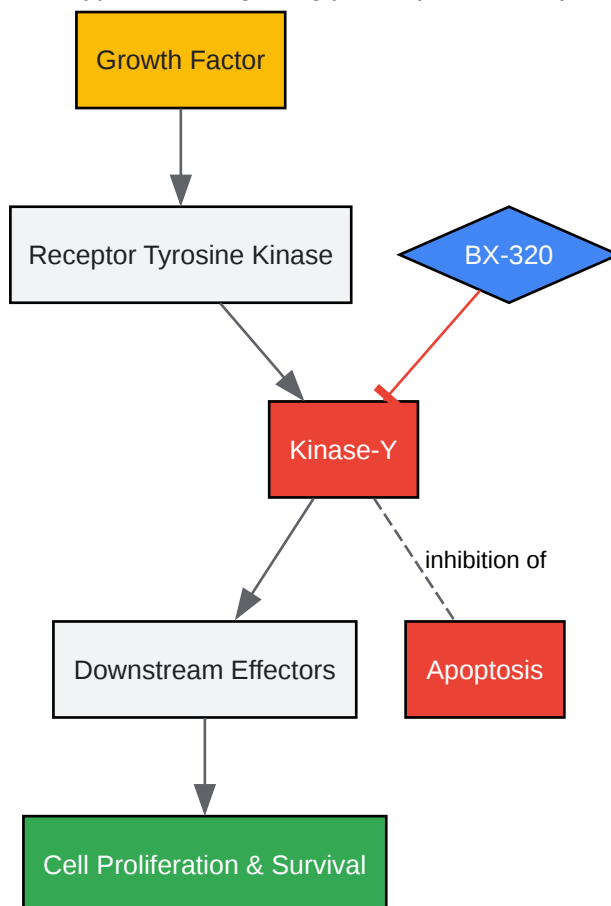 Growth Factor
Receptor Tyrosine Kinase
BX-320
Kinase-Y
inhibition of
Downstream Effectors
Apoptosis
Cell Proliferation & Survival